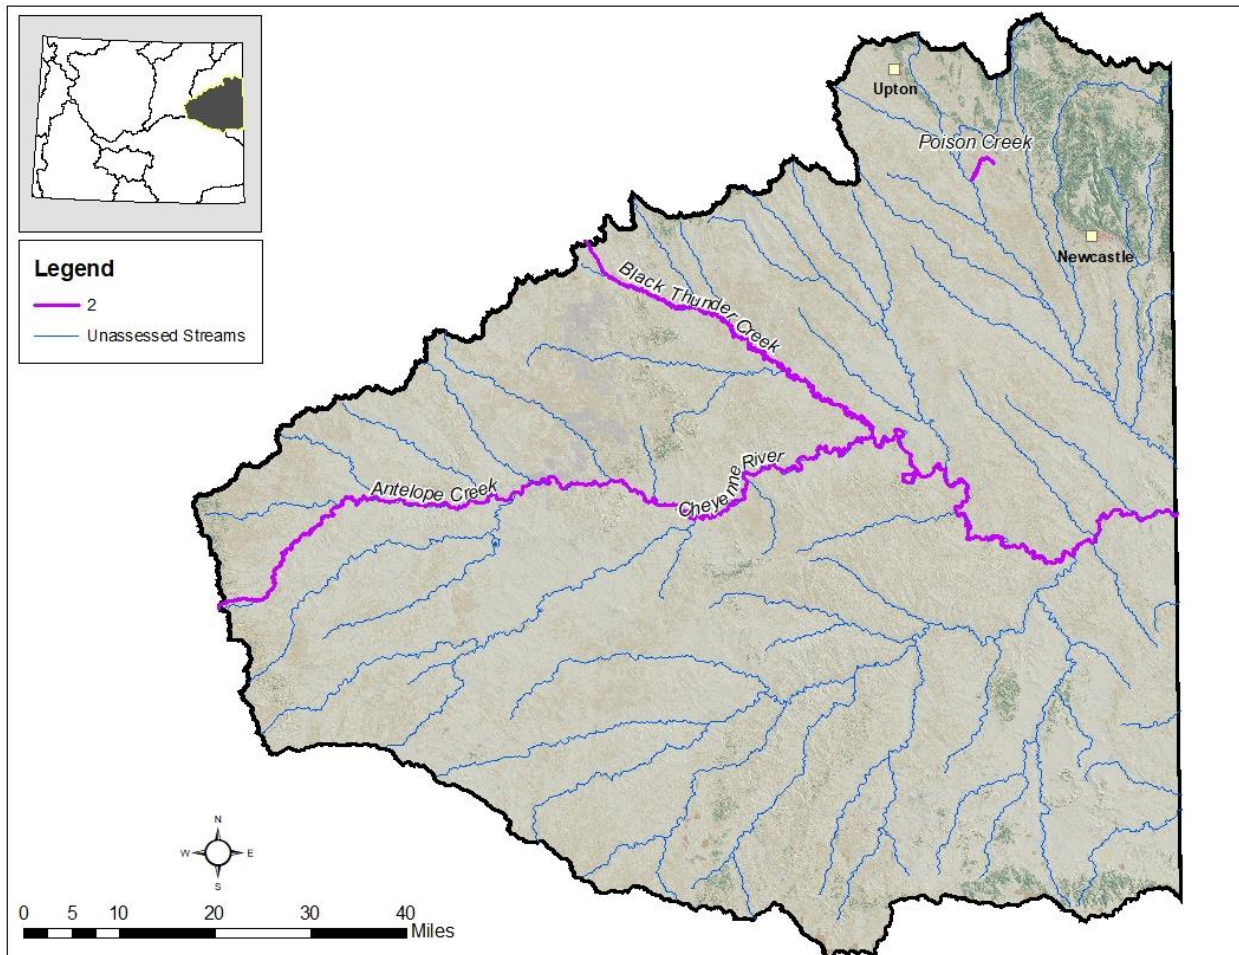 Legend
2
Unassessed Streams
Upton
Poison Creek
Newcastle
Black Thunder Creek
Antelope Creek
Cheyenne River
N
W E
S
0 5 10 20 30 40
Miles